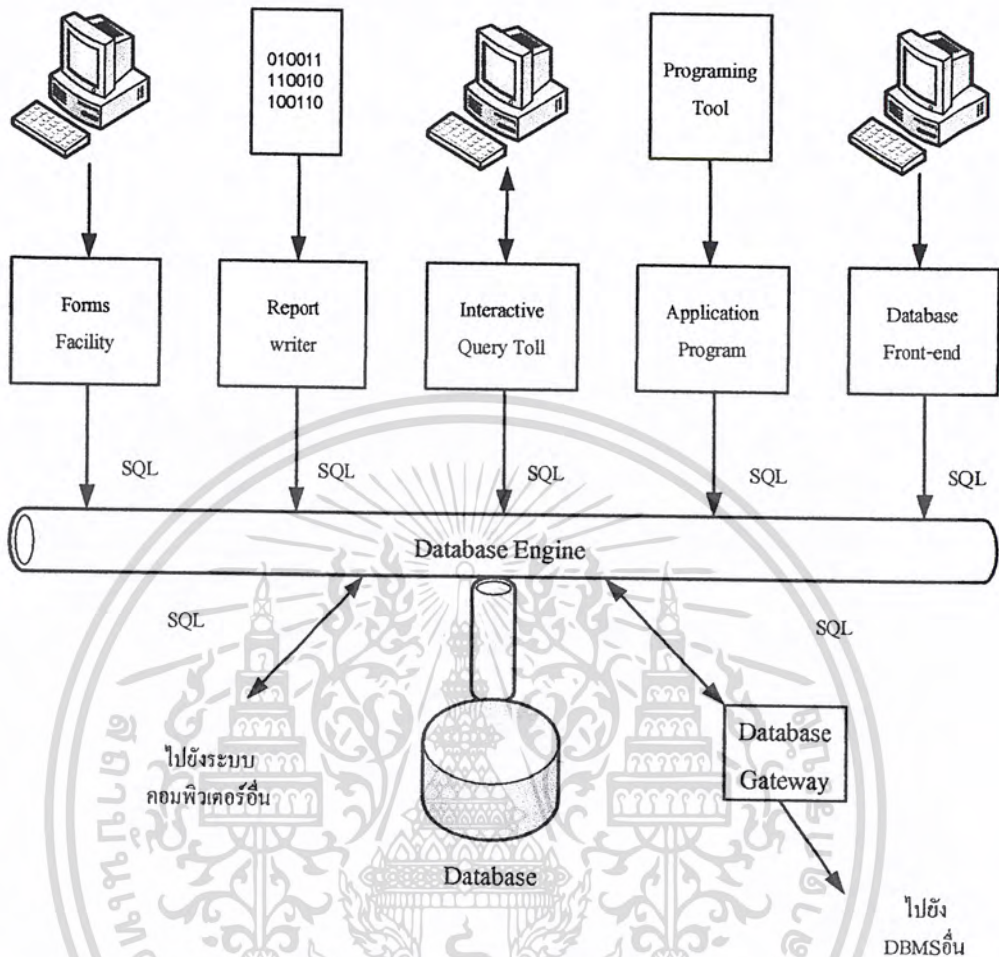 010011
110010
100110
Programing
Tool
Forms
Facility
Report
writer
Interactive
Query Toll
Application
Program
Database
Front-end
SQL
SQL
SQL
SQL
SQL
Database Engine
SQL
SQL
ไปยังระบบ
คอมพิวเตอร์อื่น
Database
Gateway
Database
ไปยัง
DBMSอื่น